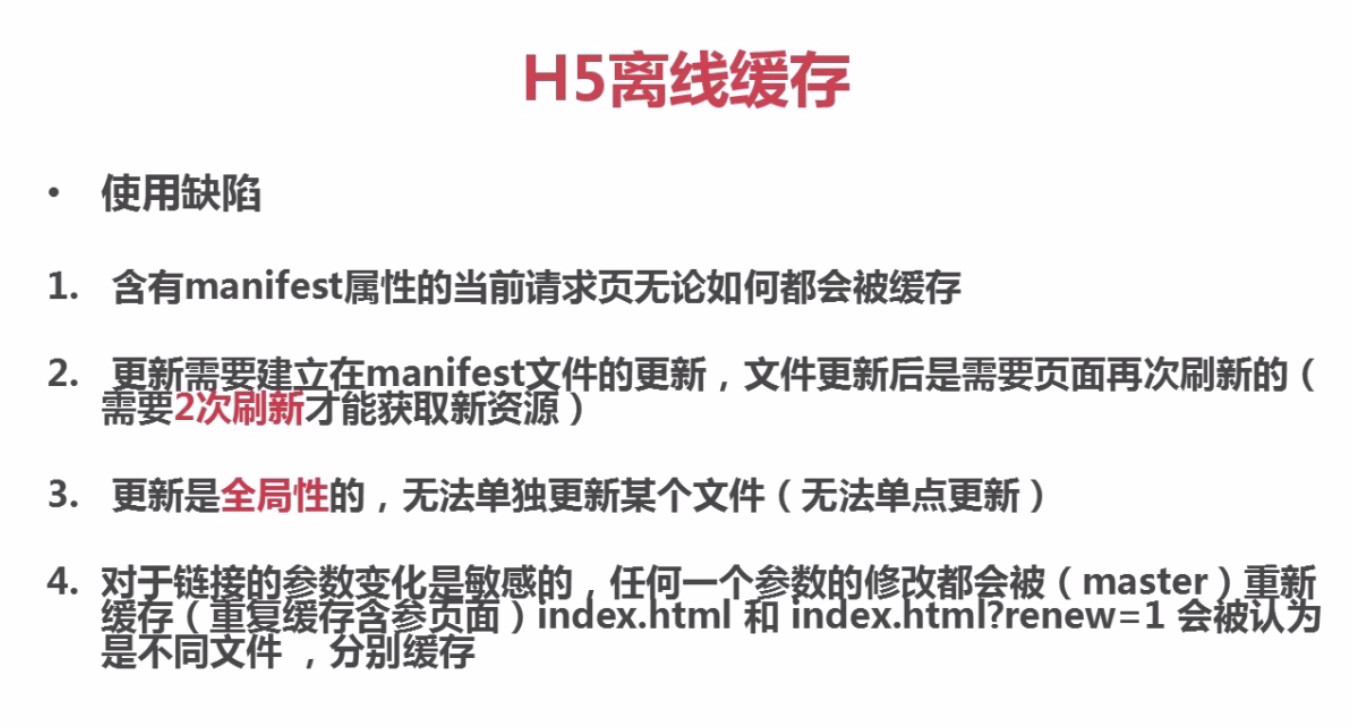 H5离线缓存
• 使用缺陷
1. 含有manifest属性的当前请求页无论如何都会被缓存
2. 更新需要建立在manifest文件的更新，文件更新后是需要页面再次刷新的（
需要2次刷新才能获取新资源）
3. 更新是全局性的，无法单独更新某个文件（无法单点更新）
4. 对于链接的参数变化是敏感的，任何一个参数的修改都会被（master）重新
缓存（重复缓存含参页面）index.html 和 index.html?renew=1 会被认为
是不同文件 ，分别缓存